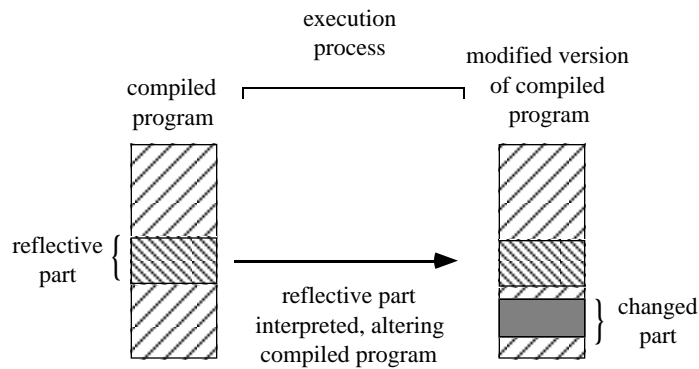 execution
process
compiled
program
modified version
of compiled
program
reflective
part
reflective part
interpreted, altering
compiled program
changed
part